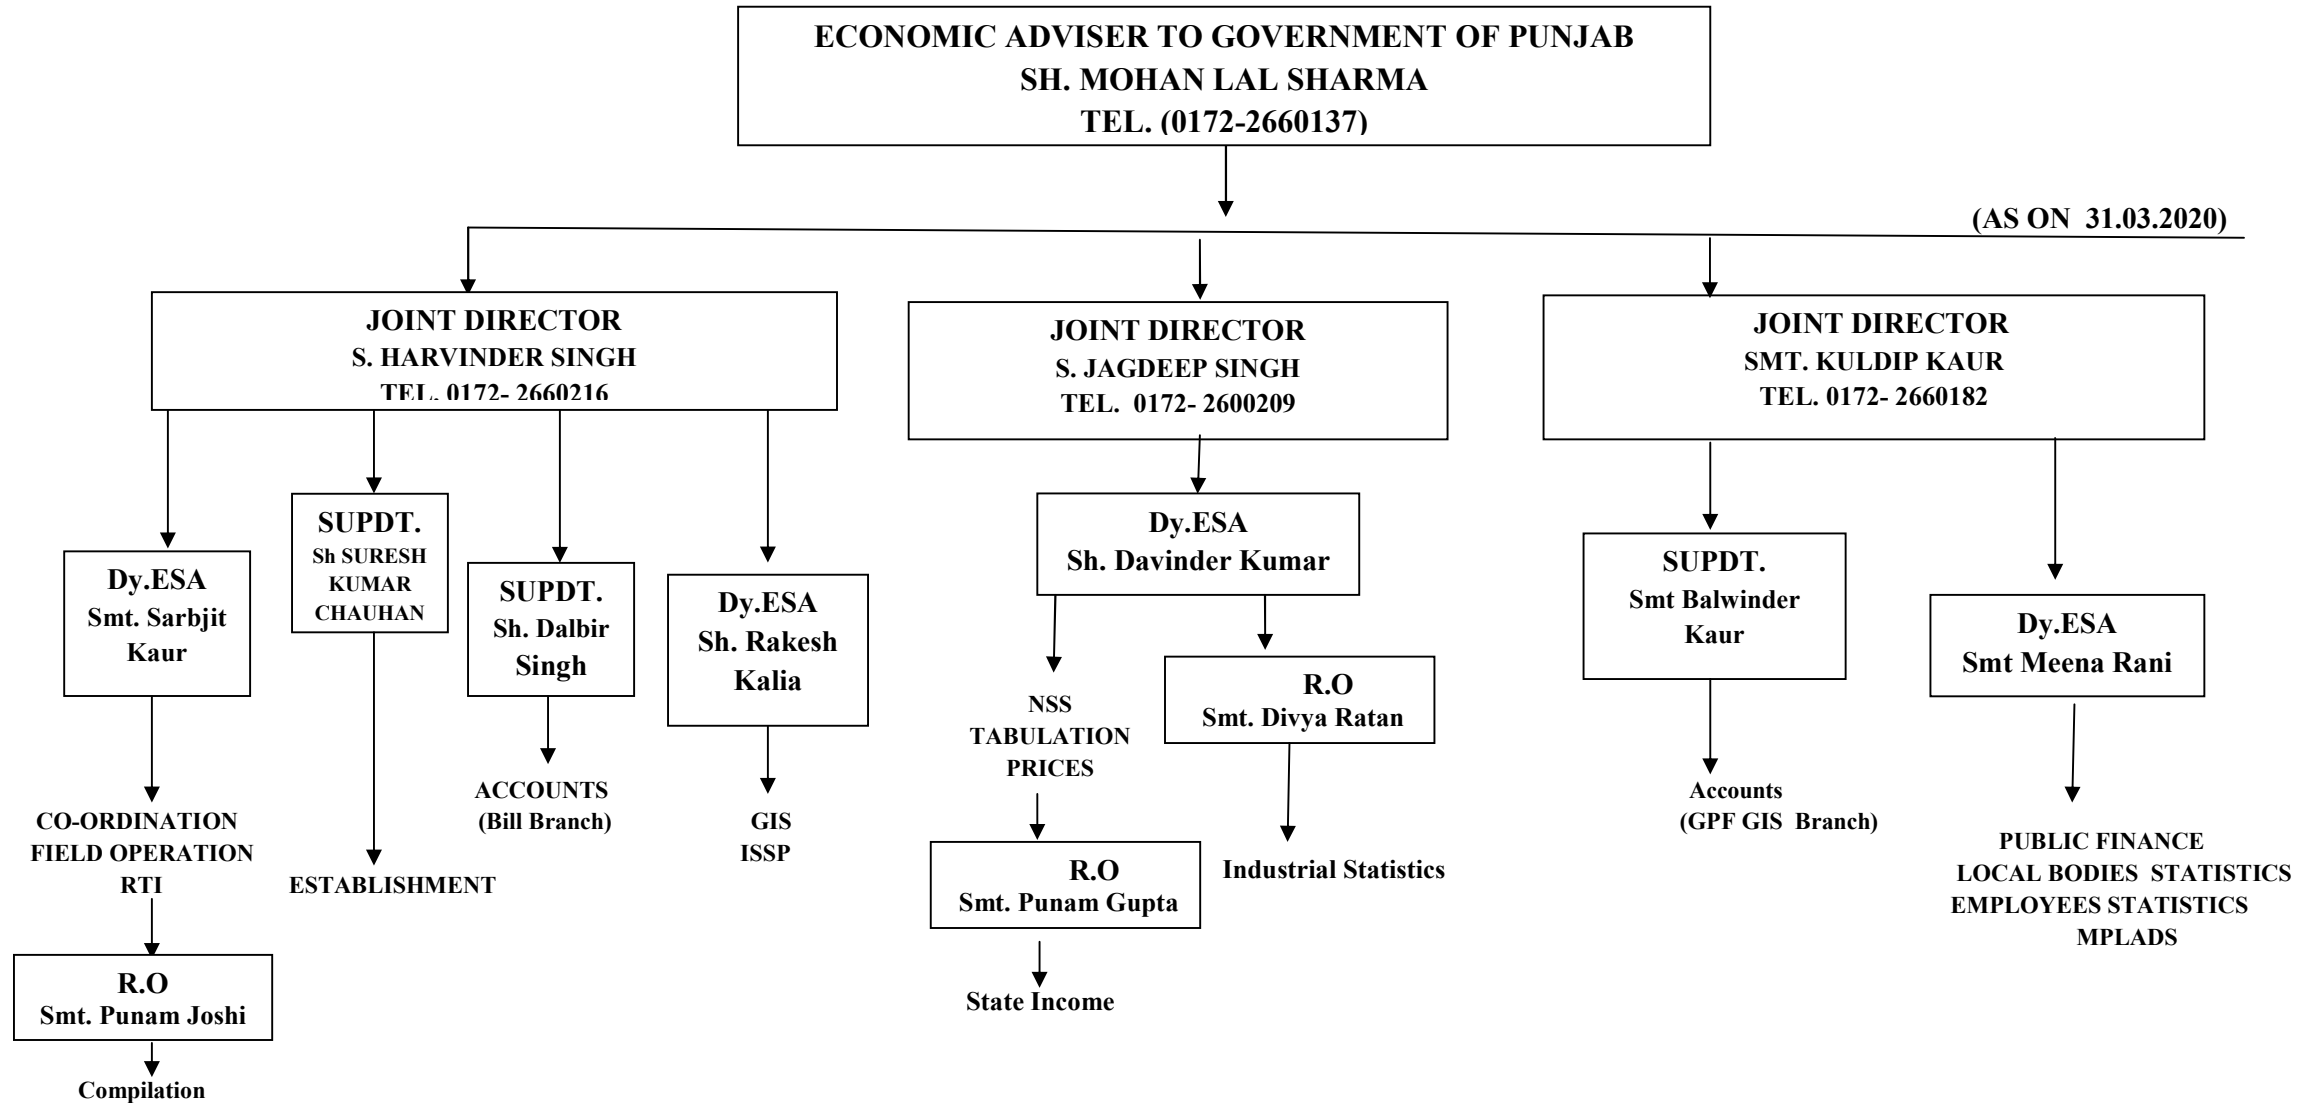 ECONOMIC ADVISER TO GOVERNMENT OF PUNJAB
SH. MOHAN LAL SHARMA
TEL. (0172-2660137)
(AS ON 31.03.2020)
JOINT DIRECTOR
S. HARVINDER SINGH
TEL. 0172- 2660216
JOINT DIRECTOR
S. JAGDEEP SINGH
TEL. 0172- 2600209
JOINT DIRECTOR
SMT. KULDIP KAUR
TEL. 0172- 2660182
Dy.ESA
Smt. Sarbjit
Kaur
CO-ORDINATION
FIELD OPERATION
RTI
R.O
Smt. Punam Joshi
Compilation
SUPDT.
Sh SURESH
KUMAR
CHAUHAN
ESTABLISHMENT
SUPDT.
Sh. Dalbir
Singh
ACCOUNTS
(Bill Branch)
Dy.ESA
Sh. Rakesh
Kalia
GIS
ISSP
Dy.ESA
Sh. Davinder Kumar
NSS
TABULATION
PRICES
R.O
Smt. Punam Gupta
State Income
R.O
Smt. Divya Ratan
Industrial Statistics
SUPDT.
Smt Balwinder
Kaur
Accounts
(GPF GIS Branch)
Dy.ESA
Smt Meena Rani
PUBLIC FINANCE
LOCAL BODIES STATISTICS
EMPLOYEES STATISTICS
MPLADS